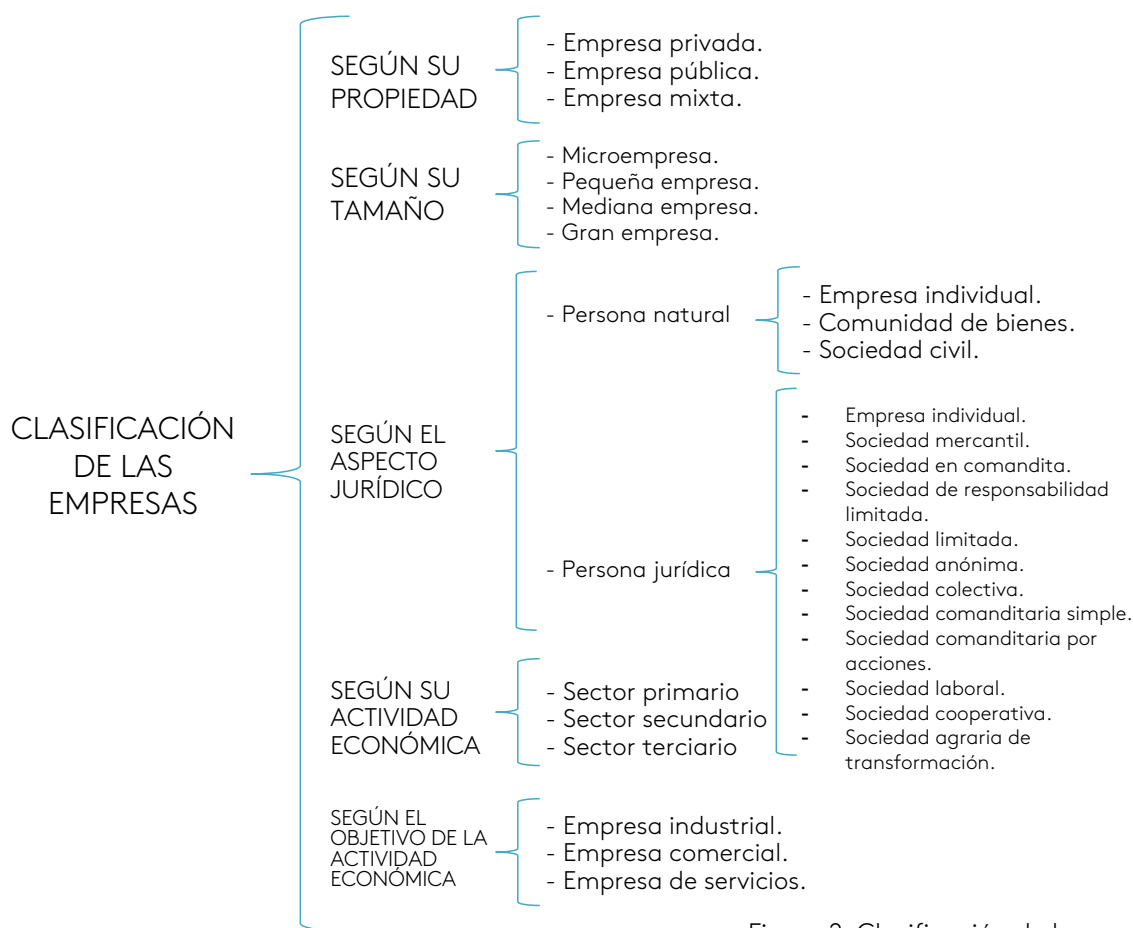 CLASIFICACIÓN
DE LAS
EMPRESAS
SEGÚN SU
PROPIEDAD
- Empresa privada.
- Empresa pública.
- Empresa mixta.
SEGÚN SU
TAMAÑO
- Microempresa.
- Pequeña empresa.
- Mediana empresa.
- Gran empresa.
SEGÚN EL
ASPECTO
JURÍDICO
- Persona natural
- Empresa individual.
- Comunidad de bienes.
- Sociedad civil.
- Persona jurídica
- Empresa individual.
- Sociedad mercantil.
- Sociedad en comandita.
- Sociedad de responsabilidad
limitada.
- Sociedad limitada.
- Sociedad anónima.
- Sociedad colectiva.
- Sociedad comanditaria simple.
- Sociedad comanditaria por
acciones.
- Sociedad laboral.
- Sociedad cooperativa.
- Sociedad agraria de
transformación.
SEGÚN SU
ACTIVIDAD
ECONÓMICA
- Sector primario
- Sector secundario
- Sector terciario
SEGÚN EL
OBJETIVO DE LA
ACTIVIDAD
ECONÓMICA
- Empresa industrial.
- Empresa comercial.
- Empresa de servicios.